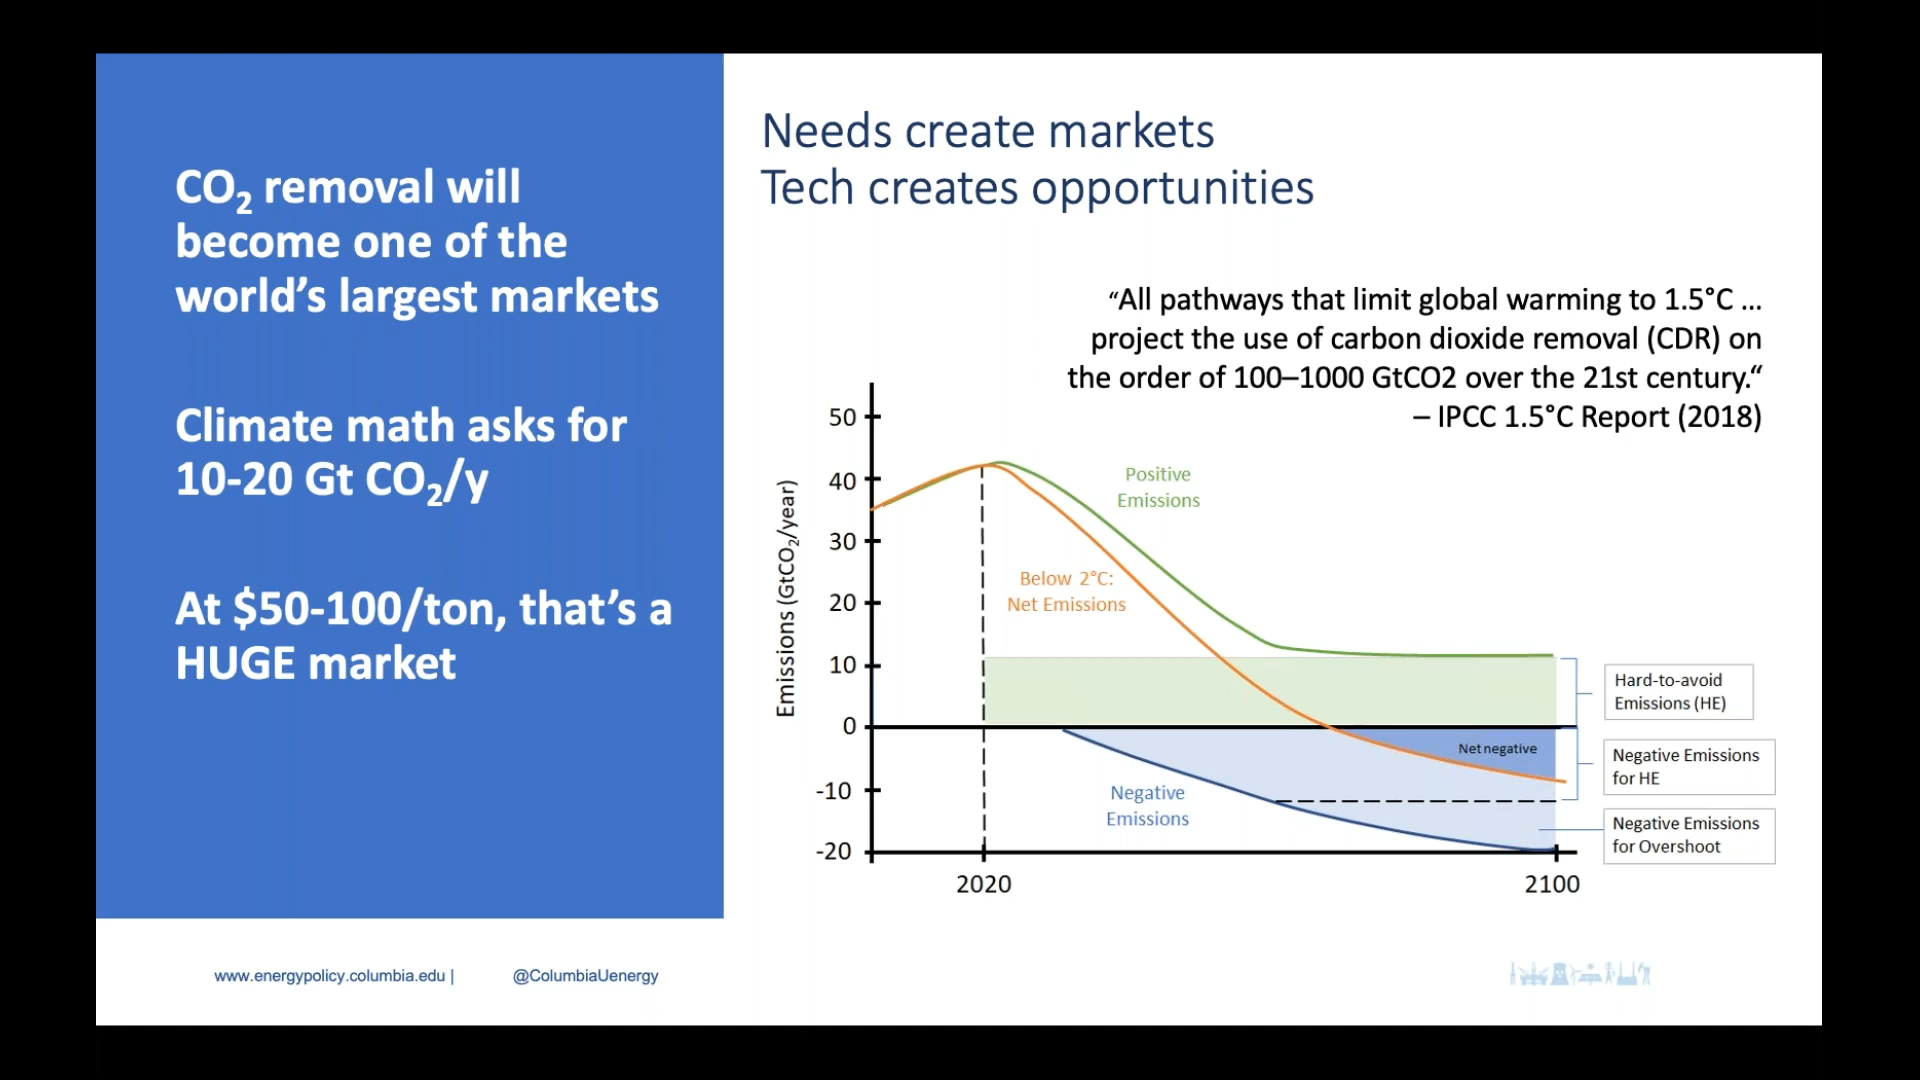 CO2 removal will
become one of the
world's largest markets
Climate math asks for
10-20 Gt CO2/y
At $50-100/ton, that's a
HUGE market
Needs create markets
Tech creates opportunities
“All pathways that limit global warming to 1.5°C ...
project the use of carbon dioxide removal (CDR) on
the order of 100–1000 GtCO2 over the 21st century.“
– IPCC 1.5°C Report (2018)
Emissions (GtCO2/year)
50
40
30
20
10
0
-10
-20
2020
2100
Positive
Emissions
Below 2°C:
Net Emissions
Net negative
Negative
Emissions
Hard-to-avoid
Emissions (HE)
Negative Emissions
for HE
Negative Emissions
for Overshoot
www.energypolicy.columbia.edu | @ColumbiaUenergy